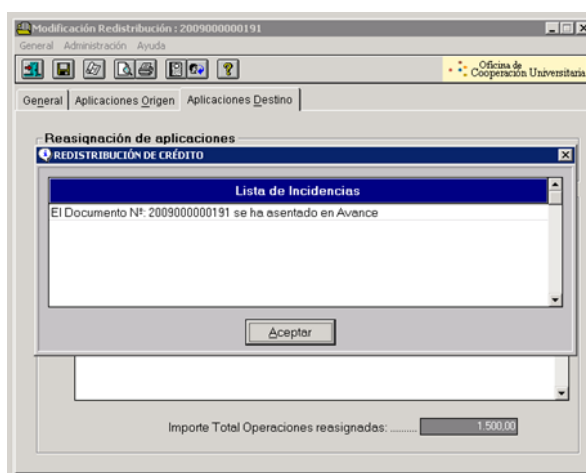 Modificación Redistribución : 2009000000191
General Administración Ayuda
Oficina de
Cooperación Universitaria
General Aplicaciones Origen Aplicaciones Destino
Reasignación de aplicaciones
REDISTRIBUCIÓN DE CRÉDITO
Lista de Incidencias
El Documento Nº: 2009000000191 se ha asentado en Avance
Aceptar
Importe Total Operaciones reasignadas: ......... 1.500,00